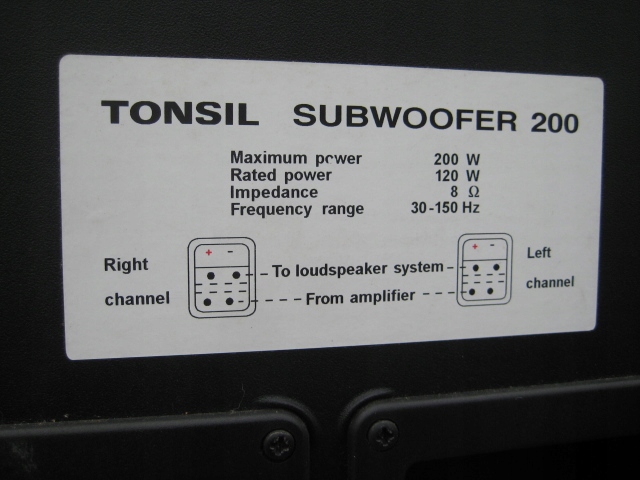 TONSIL SUBWOOFER 200
Maximum power 200 W
Rated power 120 W
Impedance 8 Ω
Frequency range 30-150 Hz
+ - + -
Right channel
To loudspeaker system
From amplifier
Left channel